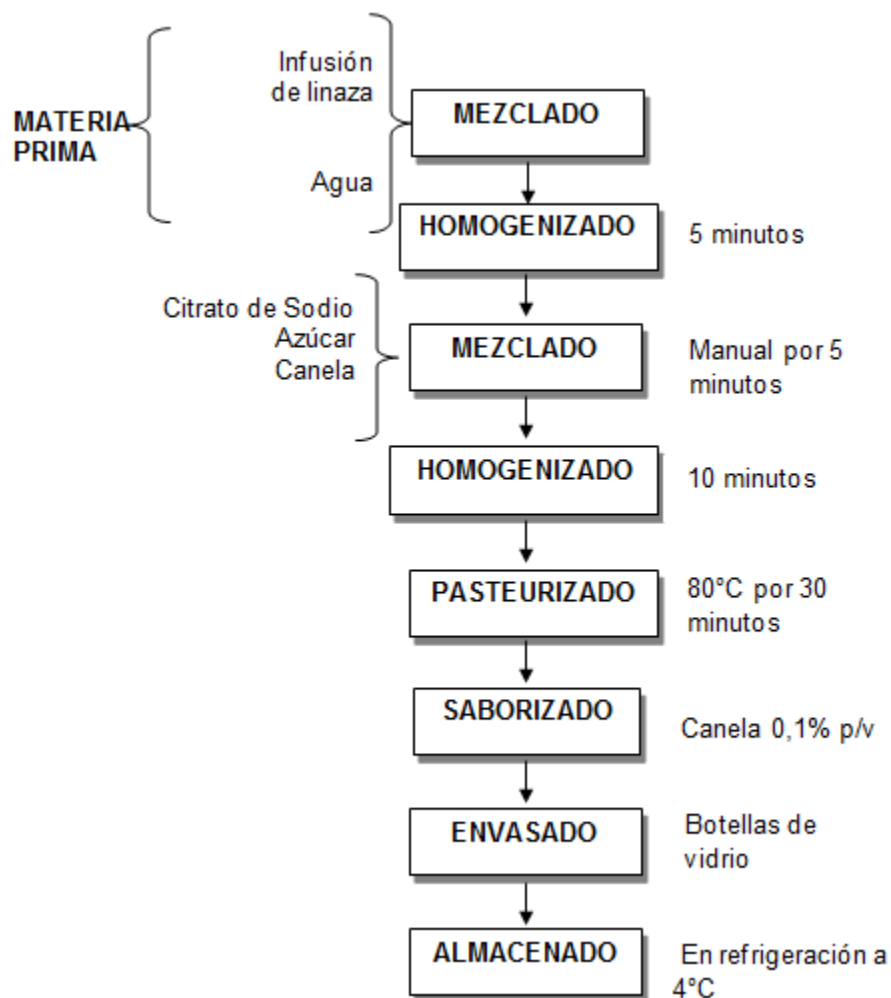 MATERIA
PRIMA
Infusión
de linaza
Agua
MEZCLADO
HOMOGENIZADO
5 minutos
Citrato de Sodio
Azúcar
Canela
MEZCLADO
Manual por 5
minutos
HOMOGENIZADO
10 minutos
PASTEURIZADO
80°C por 30
minutos
SABORIZADO
Canela 0,1% p/v
ENVASADO
Botellas de
vidrio
ALMACENADO
En refrigeración a
4°C